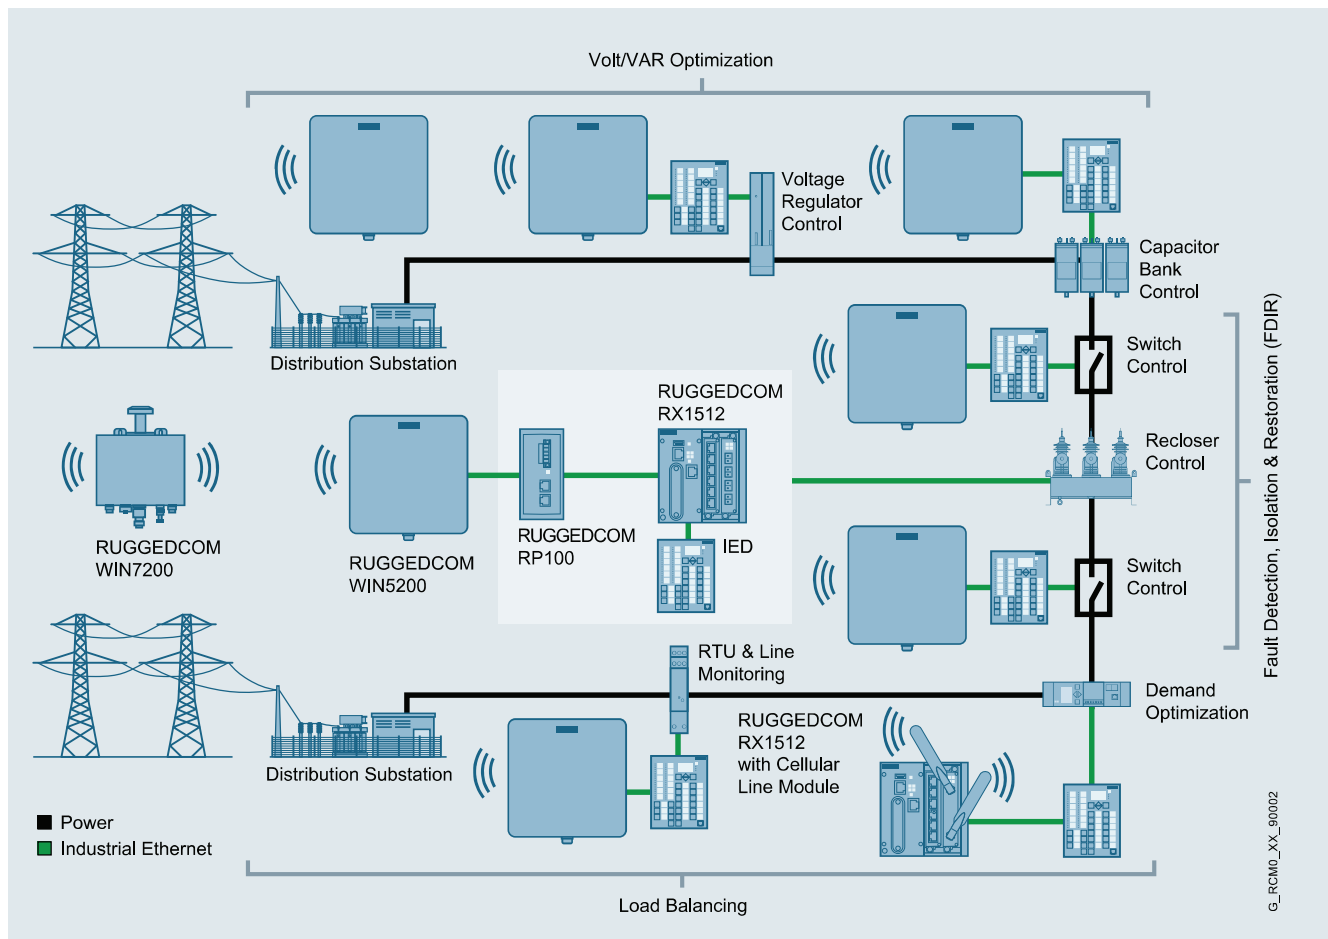 Volt/VAR Optimization
Voltage
Regulator
Control
Capacitor
Bank
Control
Distribution Substation
Switch
Control
Fault Detection, Isolation & Restoration (FDIR)
RUGGEDCOM
RX1512
Recloser
Control
RUGGEDCOM
WIN7200
RUGGEDCOM
WIN5200
RUGGEDCOM
RP100
IED
Switch
Control
RTU & Line
Monitoring
Demand
Optimization
RUGGEDCOM
RX1512
with Cellular
Line Module
Distribution Substation
Power
Industrial Ethernet
Load Balancing
G_RCM0_XX_90002